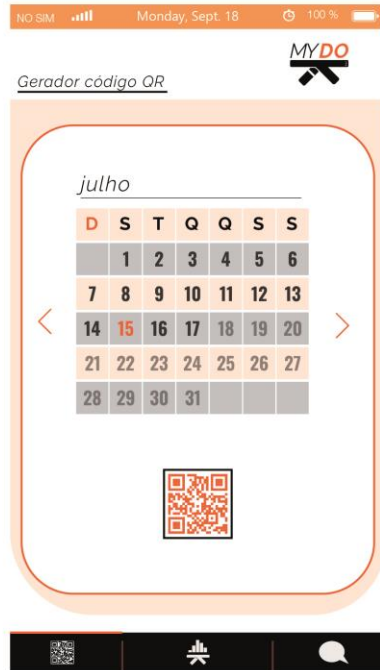 NO SIM Monday, Sept. 18 100 %
MYDO
Gerador código QR
julho
D S T Q Q S S
1 2 3 4 5 6
7 8 9 10 11 12 13
14 15 16 17 18 19 20
21 22 23 24 25 26 27
28 29 30 31